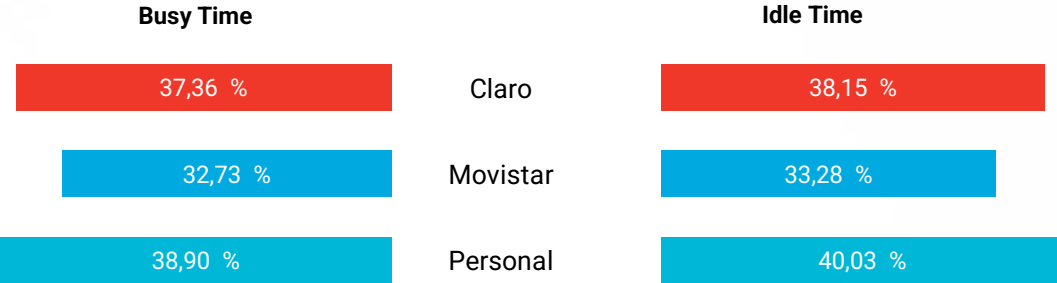 Busy Time Idle Time
37,36 % Claro 38,15 %
32,73 % Movistar 33,28 %
38,90 % Personal 40,03 %